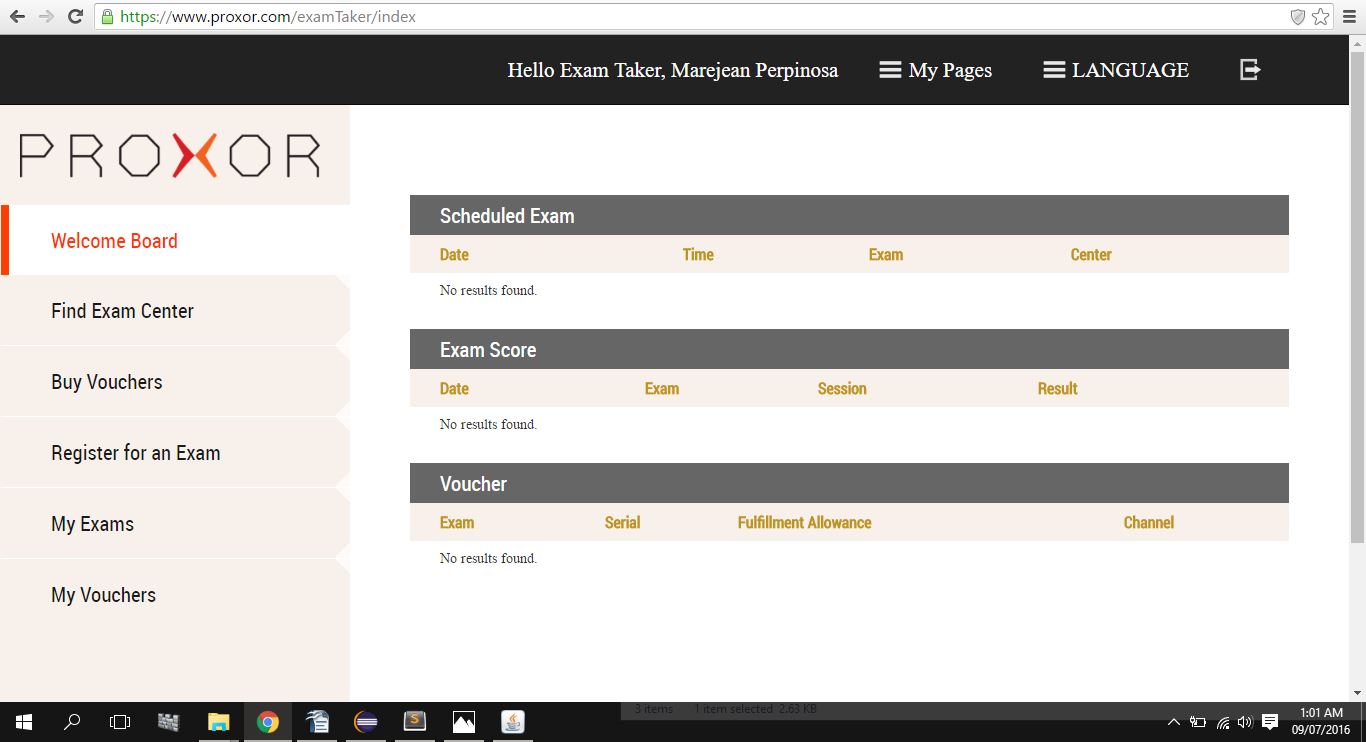 https://www.proxor.com/examTaker/index
Hello Exam Taker, Marejean Perpinosa
My Pages
LANGUAGE
PROXOR
Welcome Board
Find Exam Center
Buy Vouchers
Register for an Exam
My Exams
My Vouchers
Scheduled Exam
Date Time Exam Center
No results found.
Exam Score
Date Exam Session Result
No results found.
Voucher
Exam Serial Fulfillment Allowance Channel
No results found.
3 items 1 item selected 2.63 KB
S
1:01 AM
09/07/2016